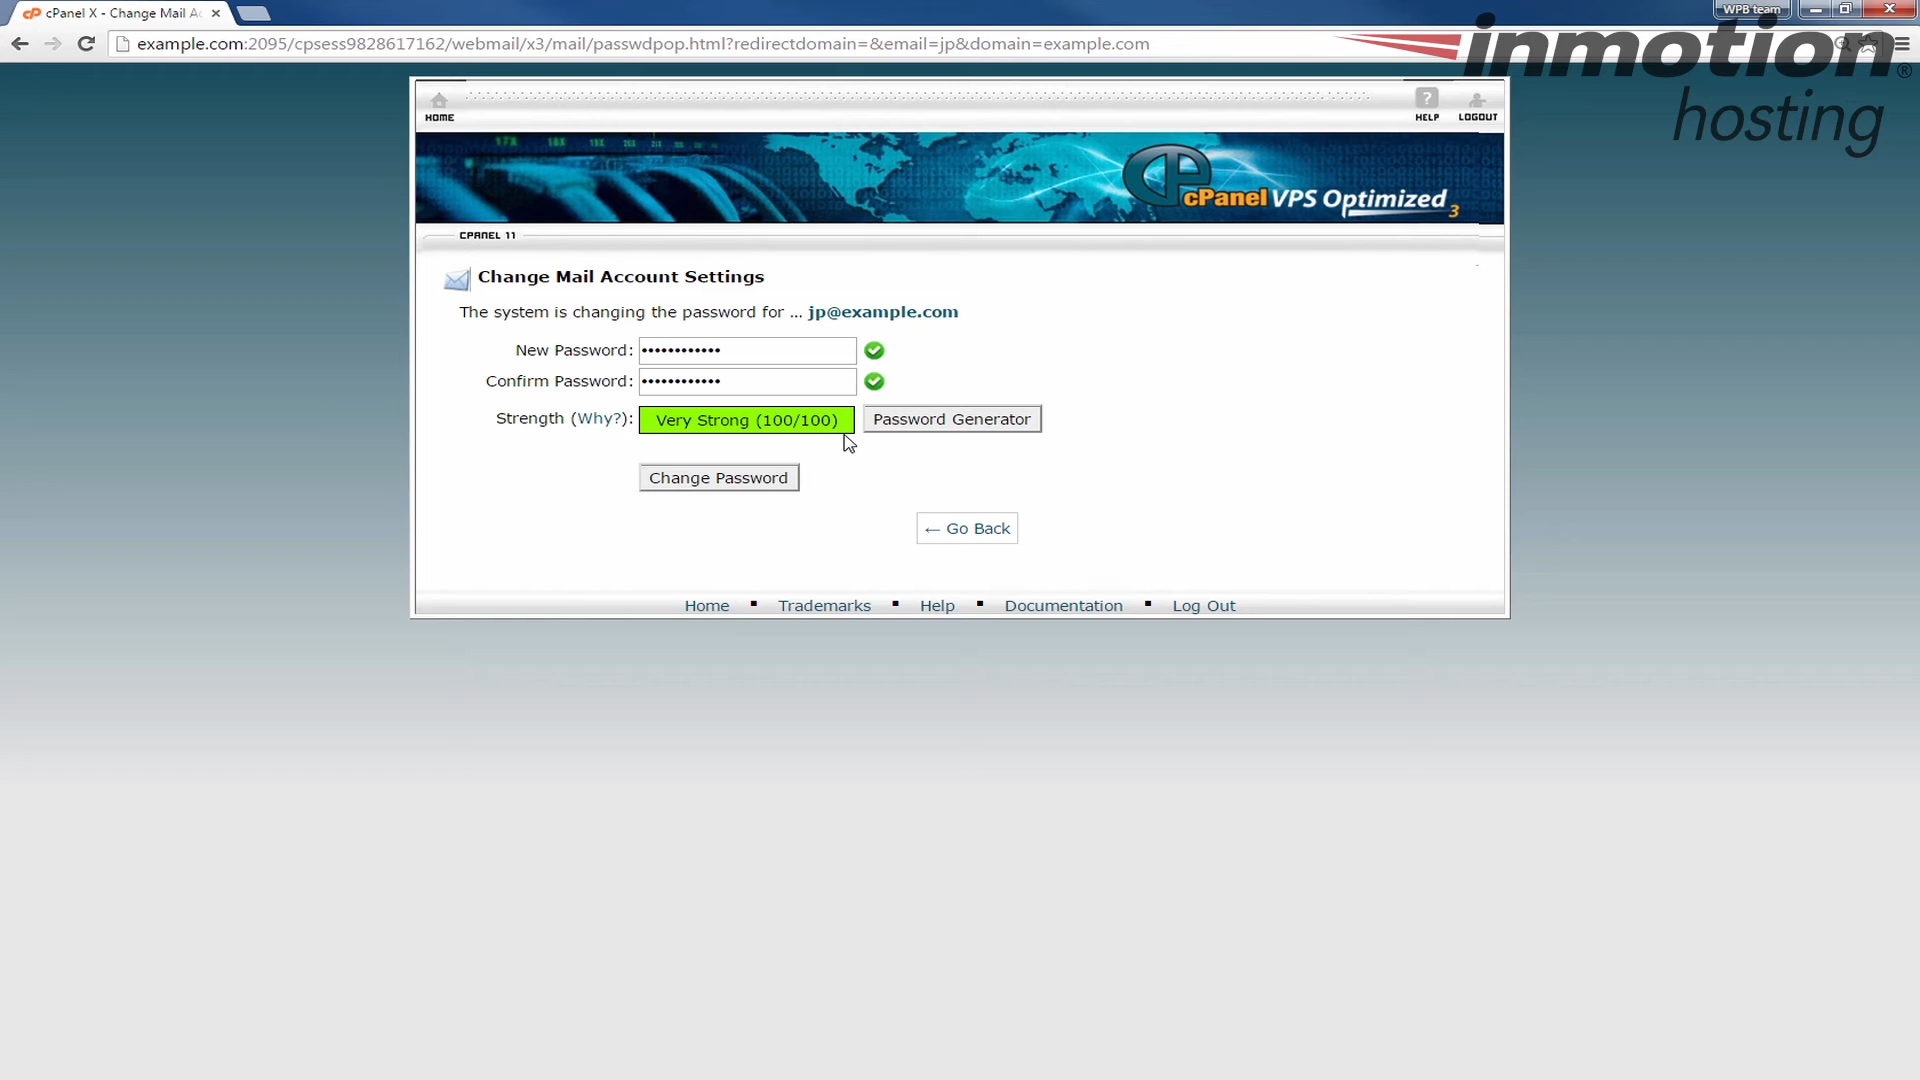 cPanel X - Change Mail Ac
WPB team
example.com:2095/cpsess9828617162/webmail/x3/mail/passwdpop.html?redirectdomain=&email=jp&domain=example.com
inmotion®
hosting
HOME
HELP
LOGOUT
cPanel VPS Optimized 3
CPANEL 11
Change Mail Account Settings
The system is changing the password for ... jp@example.com
New Password: ••••••••••••
Confirm Password: ••••••••••••
Strength (Why?): Very Strong (100/100) Password Generator
Change Password
← Go Back
Home ▪ Trademarks ▪ Help ▪ Documentation ▪ Log Out